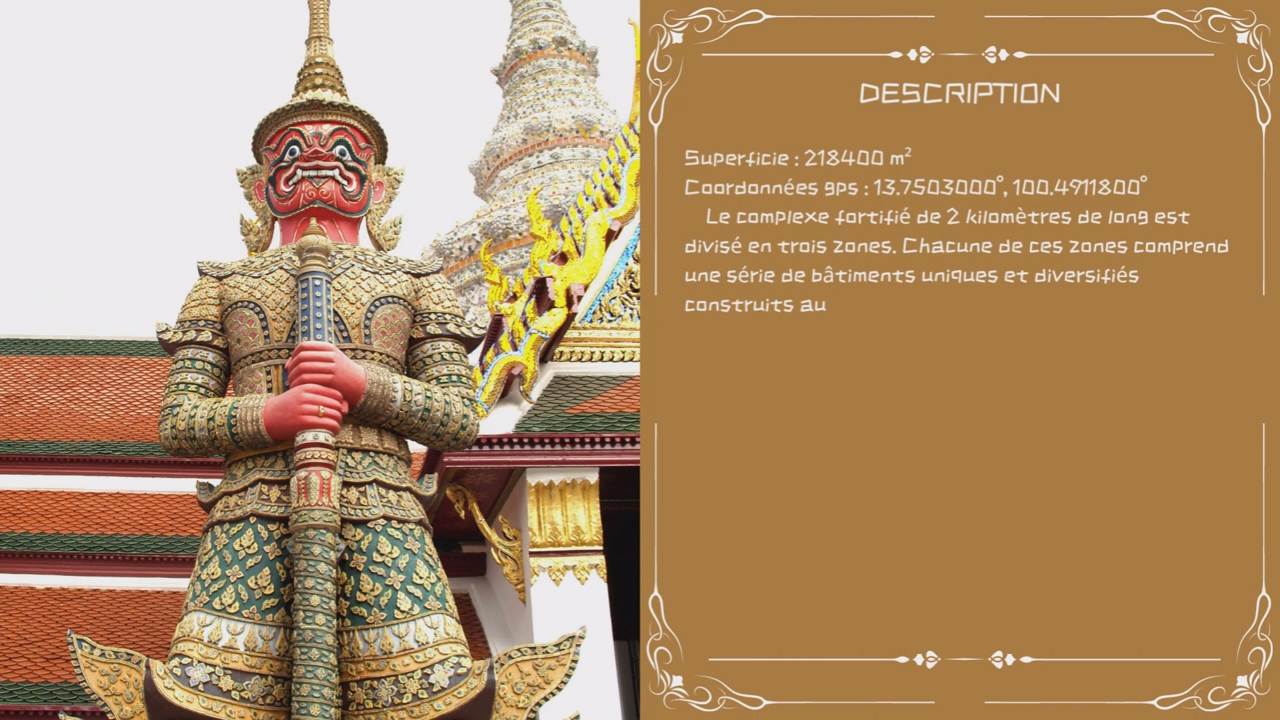 DESCRIPTION
Superficie : 218400 m²
Coordonnées gps : 13.7503000°, 100.4911800°
Le complexe fortifié de 2 kilomètres de long est
divisé en trois zones. Chacune de ces zones comprend
une série de bâtiments uniques et diversifiés
construits au